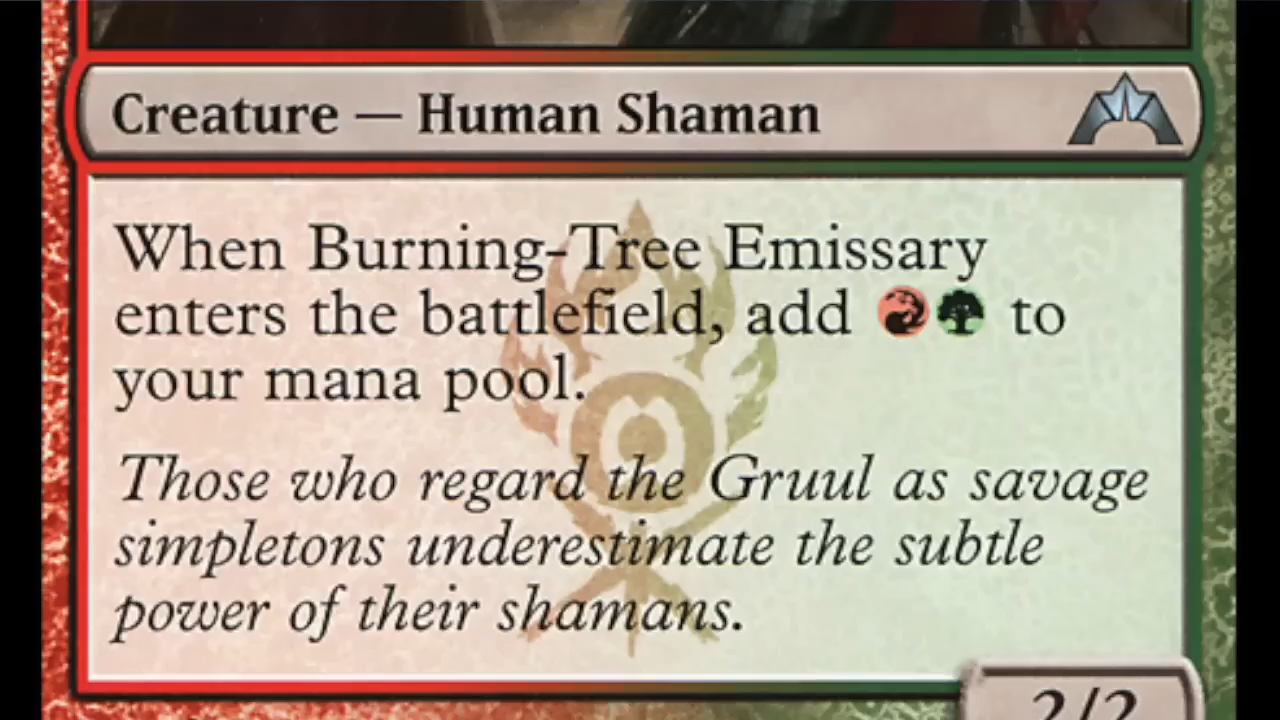 Creature — Human Shaman
When Burning-Tree Emissary
enters the battlefield, add to
your mana pool.
Those who regard the Gruul as savage
simpletons underestimate the subtle
power of their shamans.
2/2